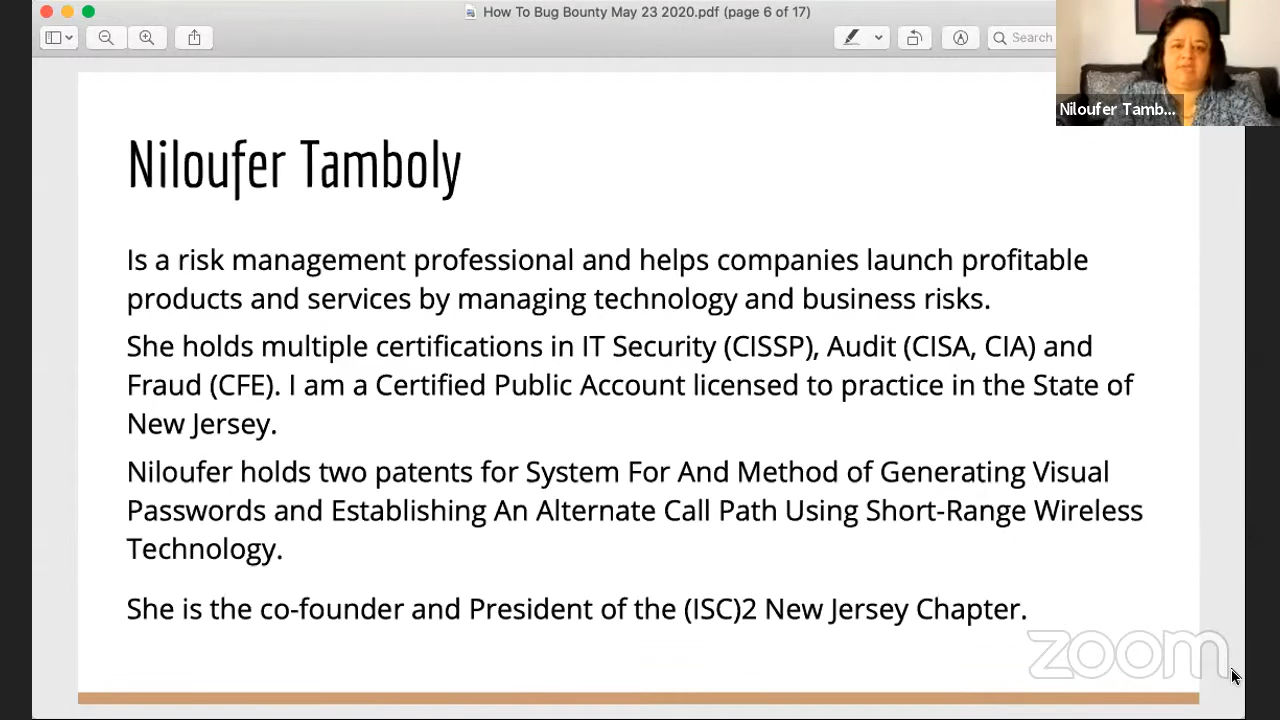 How To Bug Bounty May 23 2020.pdf (page 6 of 17)
Search
Niloufer Tamb...
Niloufer Tamboly
Is a risk management professional and helps companies launch profitable
products and services by managing technology and business risks.
She holds multiple certifications in IT Security (CISSP), Audit (CISA, CIA) and
Fraud (CFE). I am a Certified Public Account licensed to practice in the State of
New Jersey.
Niloufer holds two patents for System For And Method of Generating Visual
Passwords and Establishing An Alternate Call Path Using Short-Range Wireless
Technology.
She is the co-founder and President of the (ISC)2 New Jersey Chapter.
zoom